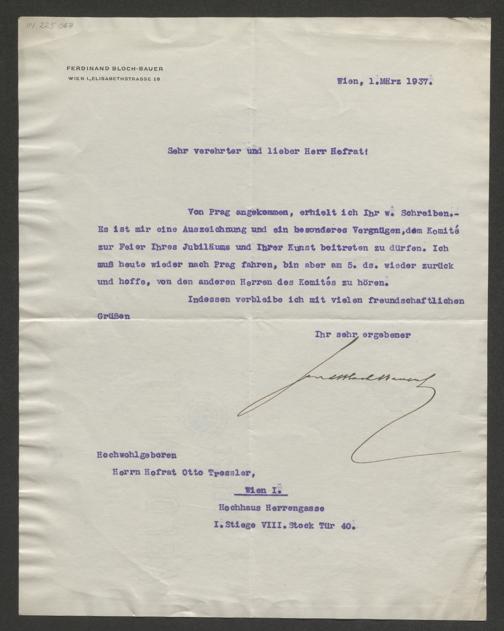 FERDINAND BLOCH-BAUER
WIEN I., ELISABETHSTRASSE 18
Wien, 1.März 1937.
Sehr verehrter und lieber Herr Hofrat!
Von Prag angekommen, erhielt ich Ihr w. Schreiben.-
Es ist mir eine Auszeichnung und ein besonderes Vergnügen,dem Komité
zur Feier Ihres Jubiläums und Ihrer Kunst beitreten zu dürfen. Ich
muß heute wieder nach Prag fahren, bin aber am 5. ds. wieder zurück
und hoffe, von den anderen Herren des Komités zu hören.
Indessen verbleibe ich mit vielen freundschaftlichen
Grüßen
Ihr sehr ergebener
Hochwohlgeboren
Herrn Hofrat Otto Tressler,
Wien I.
Hochhaus Herrengasse
I.Stiege VIII.Stock Tür 40.